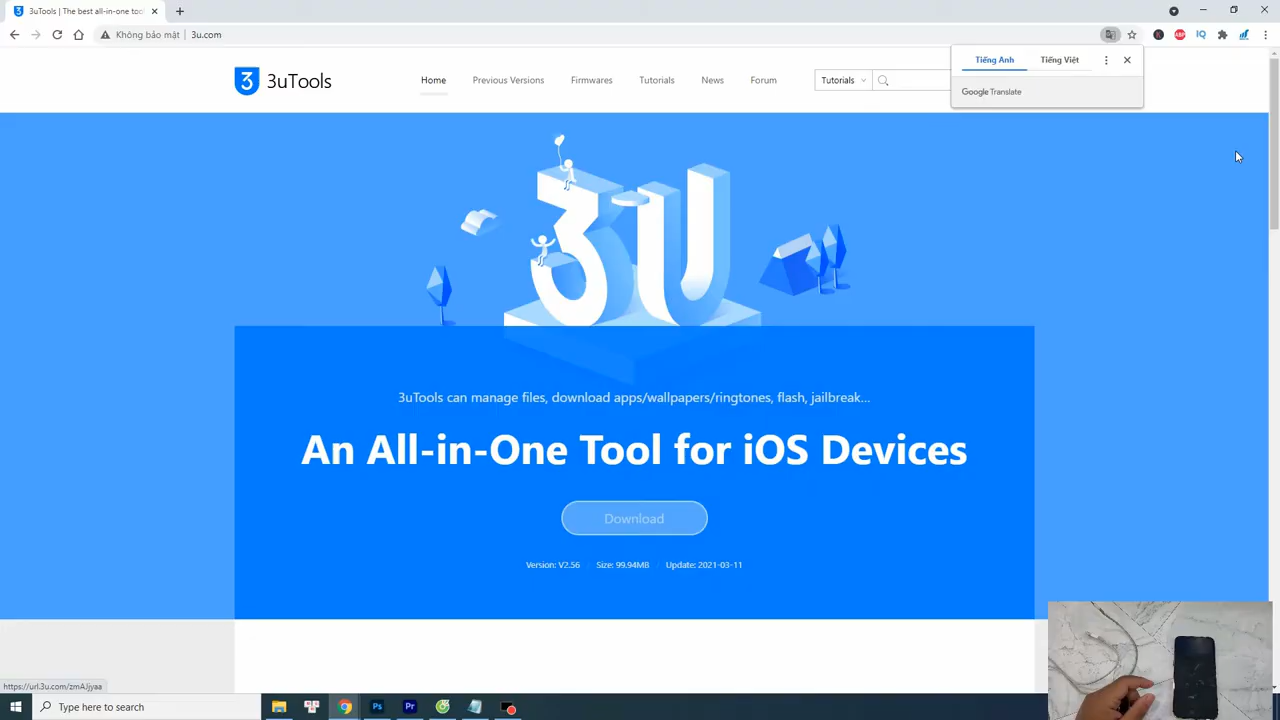 3uTools | The best all-in-one tool
Không bảo mật
3u.com
3uTools
Home
Previous Versions
Firmwares
Tutorials
News
Forum
Tutorials
Tiếng Anh
Tiếng Việt
Google Translate
3U
3uTools can manage files, download apps/wallpapers/ringtones, flash, jailbreak...
An All-in-One Tool for iOS Devices
Download
Version: V2.56 Size: 99.94MB Update: 2021-03-11
https://url.3u.com/zmAJjyaa
Type here to search